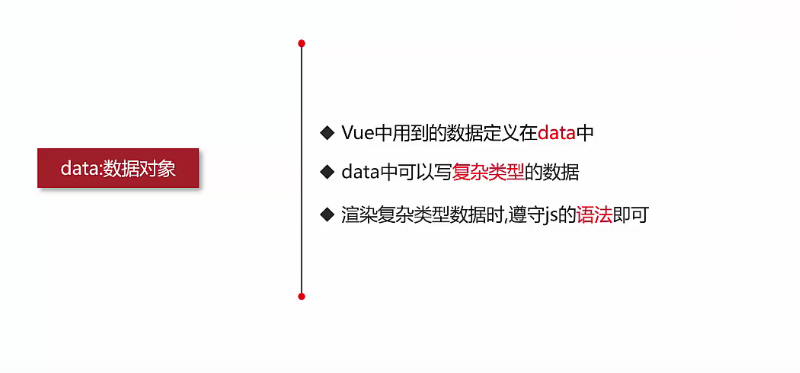 data:数据对象
◆ Vue中用到的数据定义在data中
◆ data中可以写复杂类型的数据
◆ 渲染复杂类型数据时,遵守js的语法即可